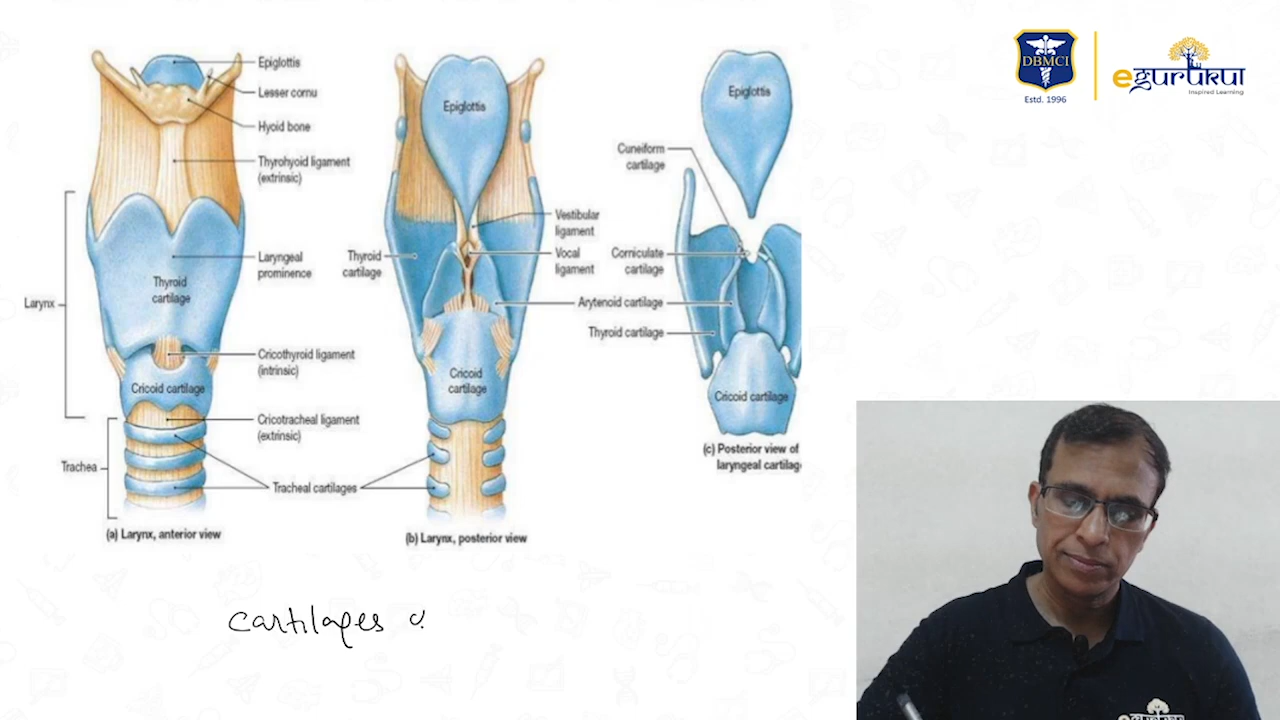 DBMCI
Estd. 1996
egurukul
Inspired Learning
Epiglottis
Lesser cornu
Hyoid bone
Thyrohyoid ligament
(extrinsic)
Larynx
Laryngeal
prominence
Thyroid
cartilage
Cricothyroid ligament
(intrinsic)
Cricoid cartilage
Cricotracheal ligament
(extrinsic)
Trachea
Tracheal cartilages
(a) Larynx, anterior view
Epiglottis
Vestibular
ligament
Thyroid
cartilage
Vocal
ligament
Arytenoid cartilage
Cricoid
cartilage
(b) Larynx, posterior view
Epiglottis
Cuneiform
cartilage
Corniculate
cartilage
Thyroid cartilage
Cricoid cartilage
(c) Posterior view of
laryngeal cartilag
cartilages